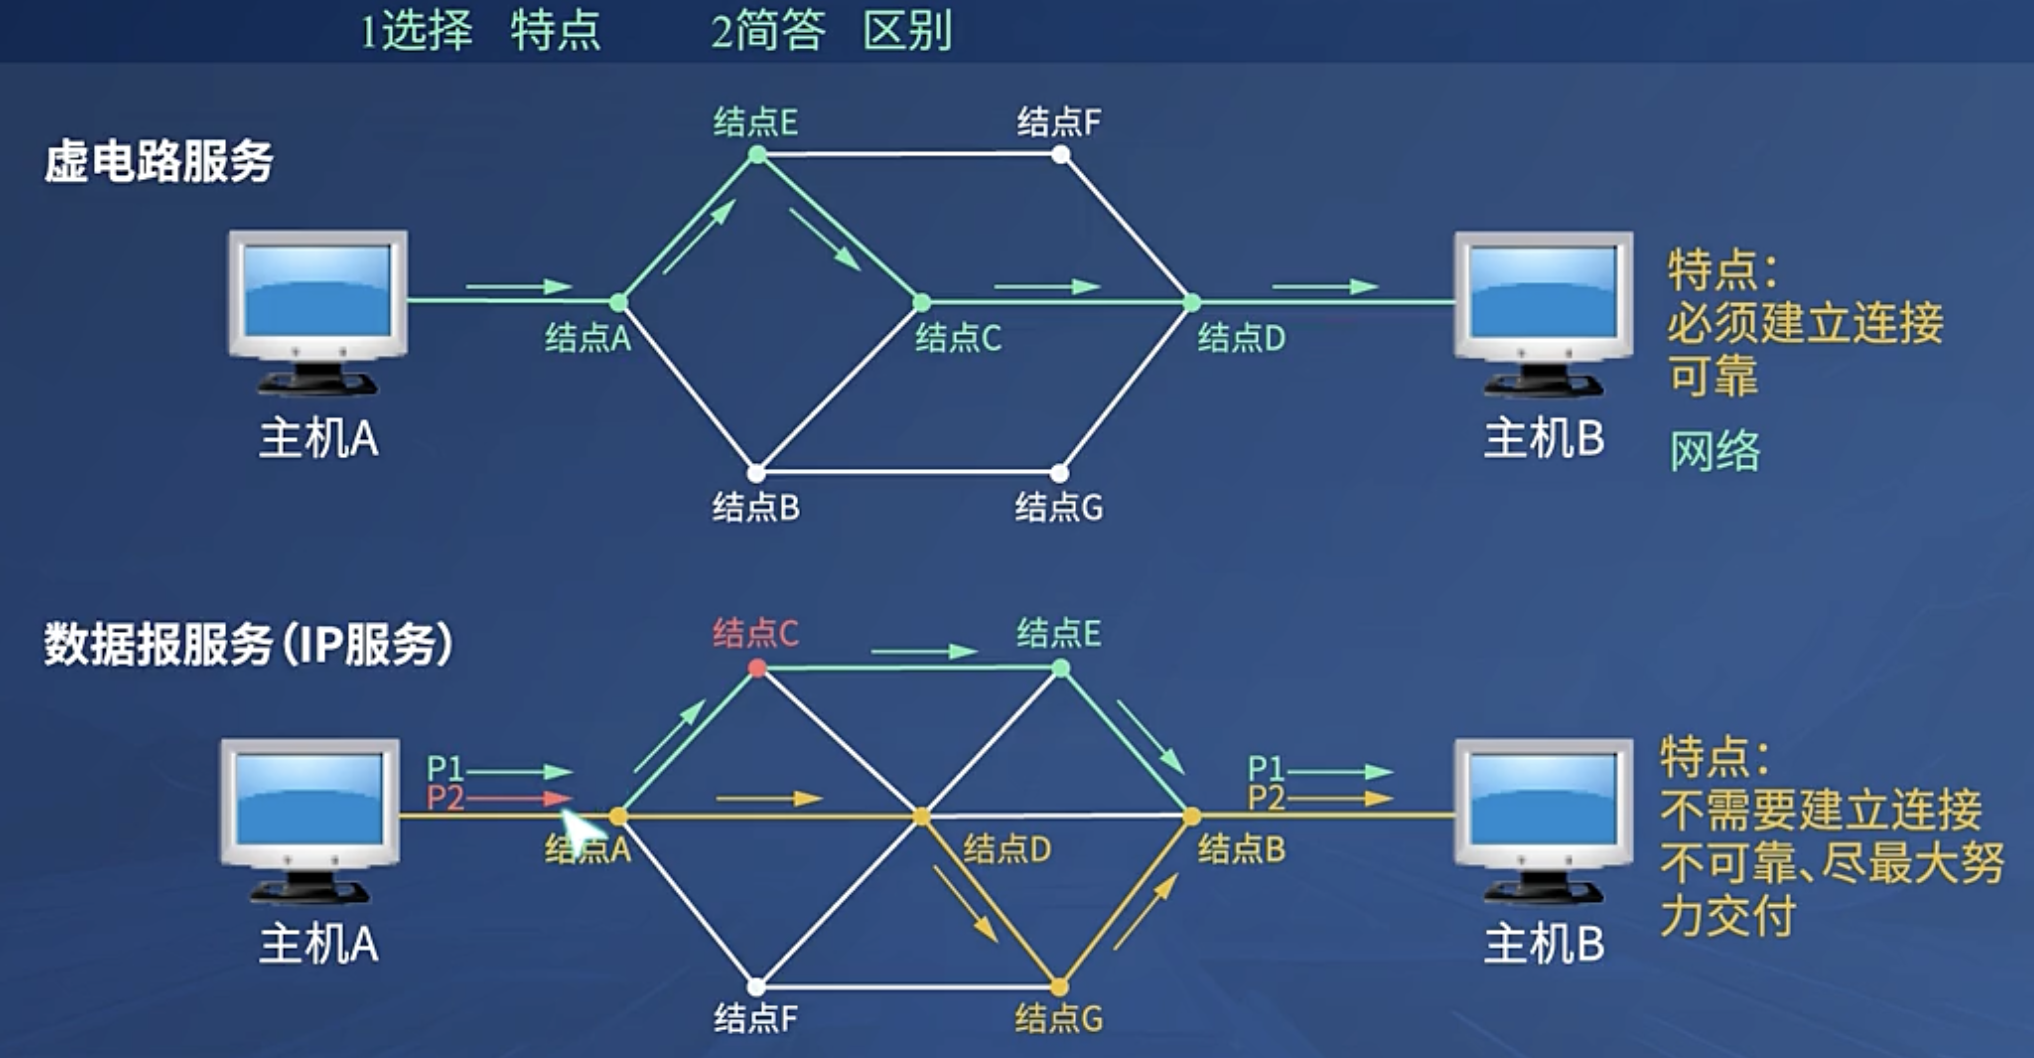 1选择 特点 2简答 区别
虚电路服务
结点E
结点F
主机A
结点A
结点C
结点D
主机B
结点B
结点G
特点：
必须建立连接
可靠
网络
数据报服务（IP服务）
结点C
结点E
P1
P2
主机A
结点A
结点D
结点B
P1
P2
主机B
结点F
结点G
特点：
不需要建立连接
不可靠、尽最大努
力交付